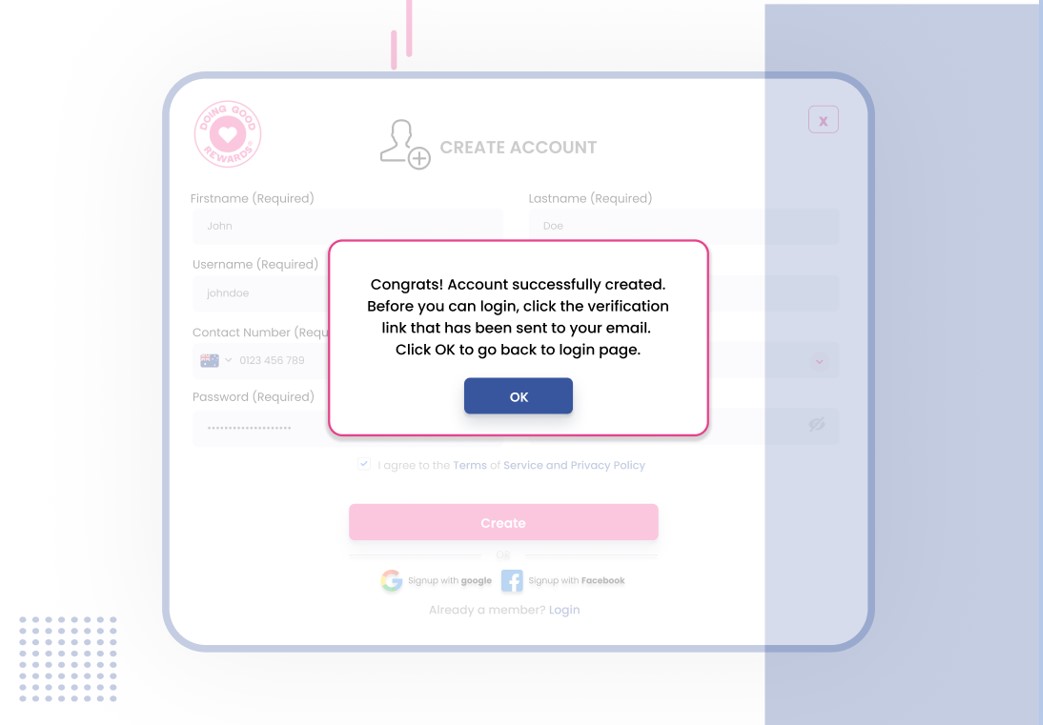 DOING GOOD
REWARDS
X
CREATE ACCOUNT
Firstname (Required)
Lastname (Required)
John
Doe
Username (Required)
johndoe
Contact Number (Requ
0123 456 789
Password (Required)
Congrats! Account successfully created.
Before you can login, click the verification
link that has been sent to your email.
Click OK to go back to login page.
OK
I agree to the Terms of Service and Privacy Policy
Create
OR
Signup with google
Signup with Facebook
Already a member? Login